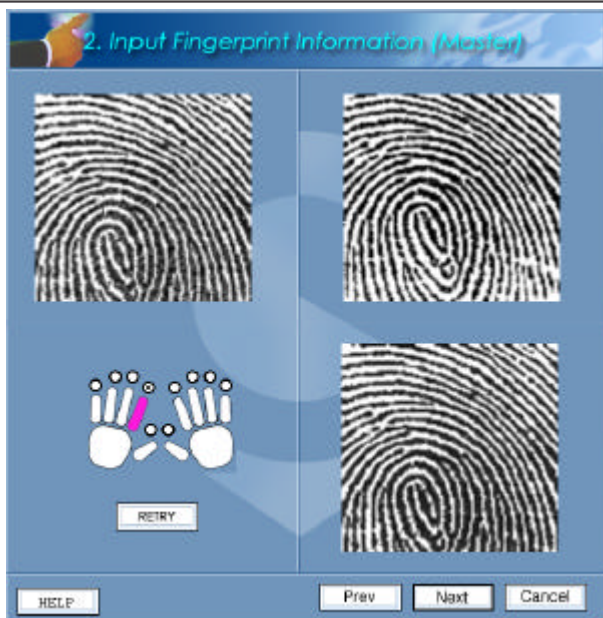 2. Input Fingerprint Information (Master)
RETRY
HELP
Prev
Next
Cancel